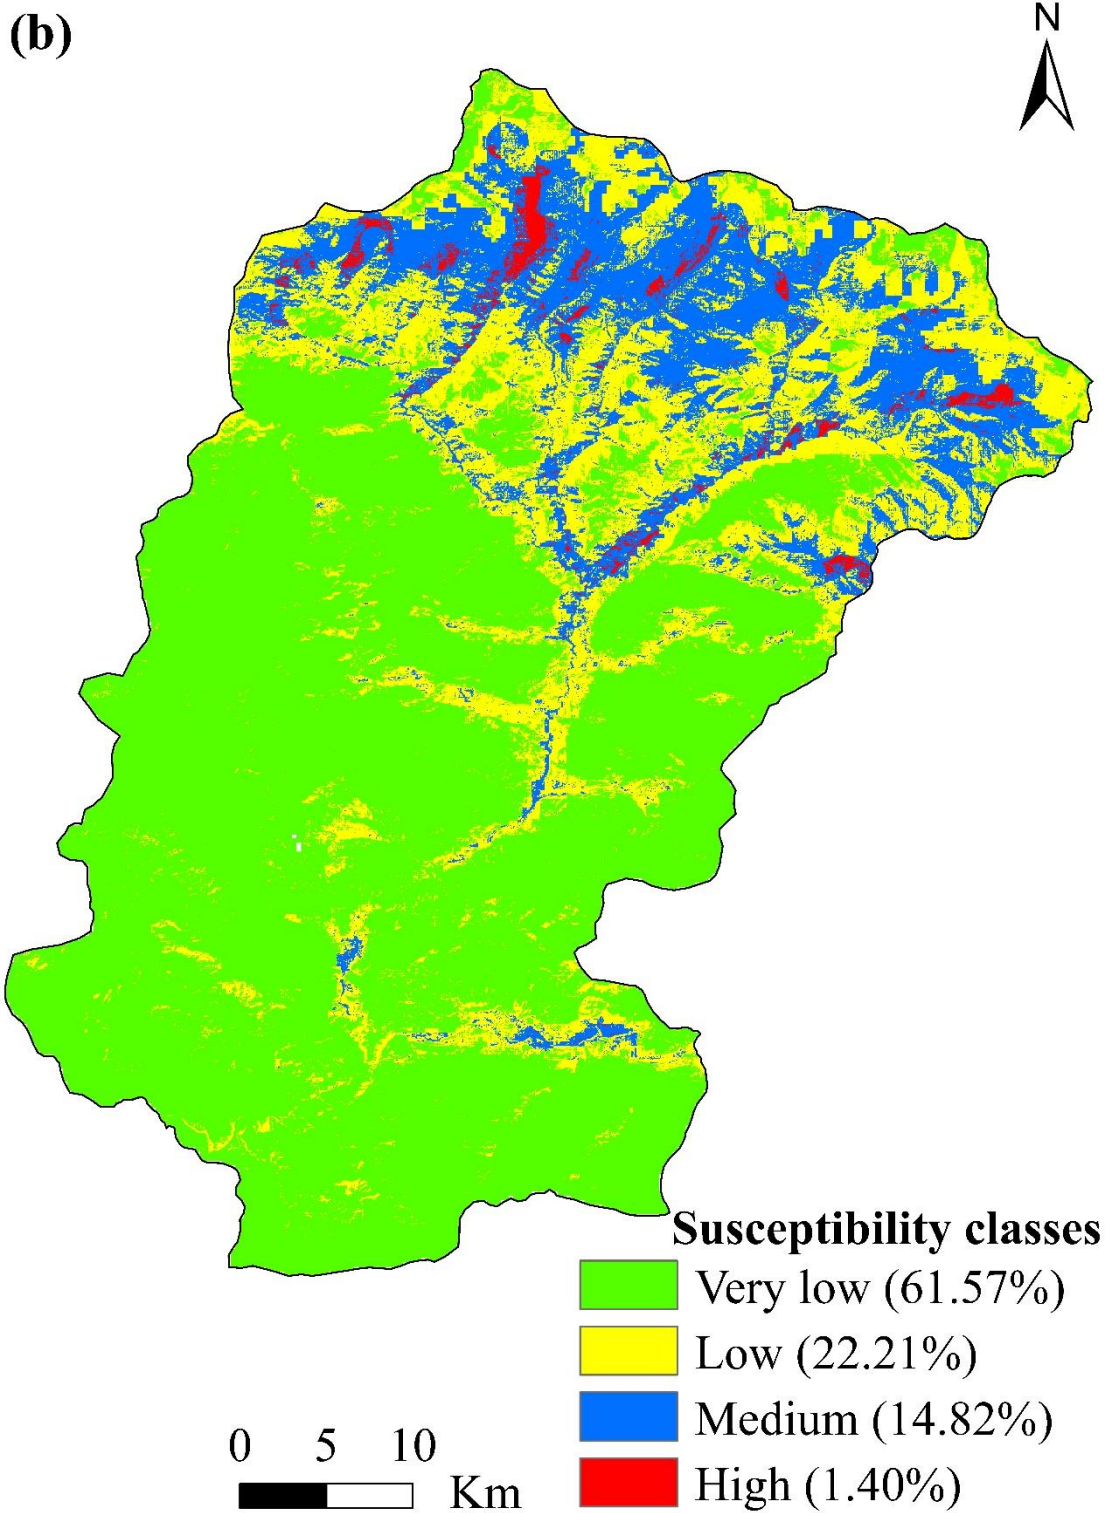 (b)
N
Susceptibility classes
Very low (61.57%)
Low (22.21%)
Medium (14.82%)
High (1.40%)
0 5 10
Km